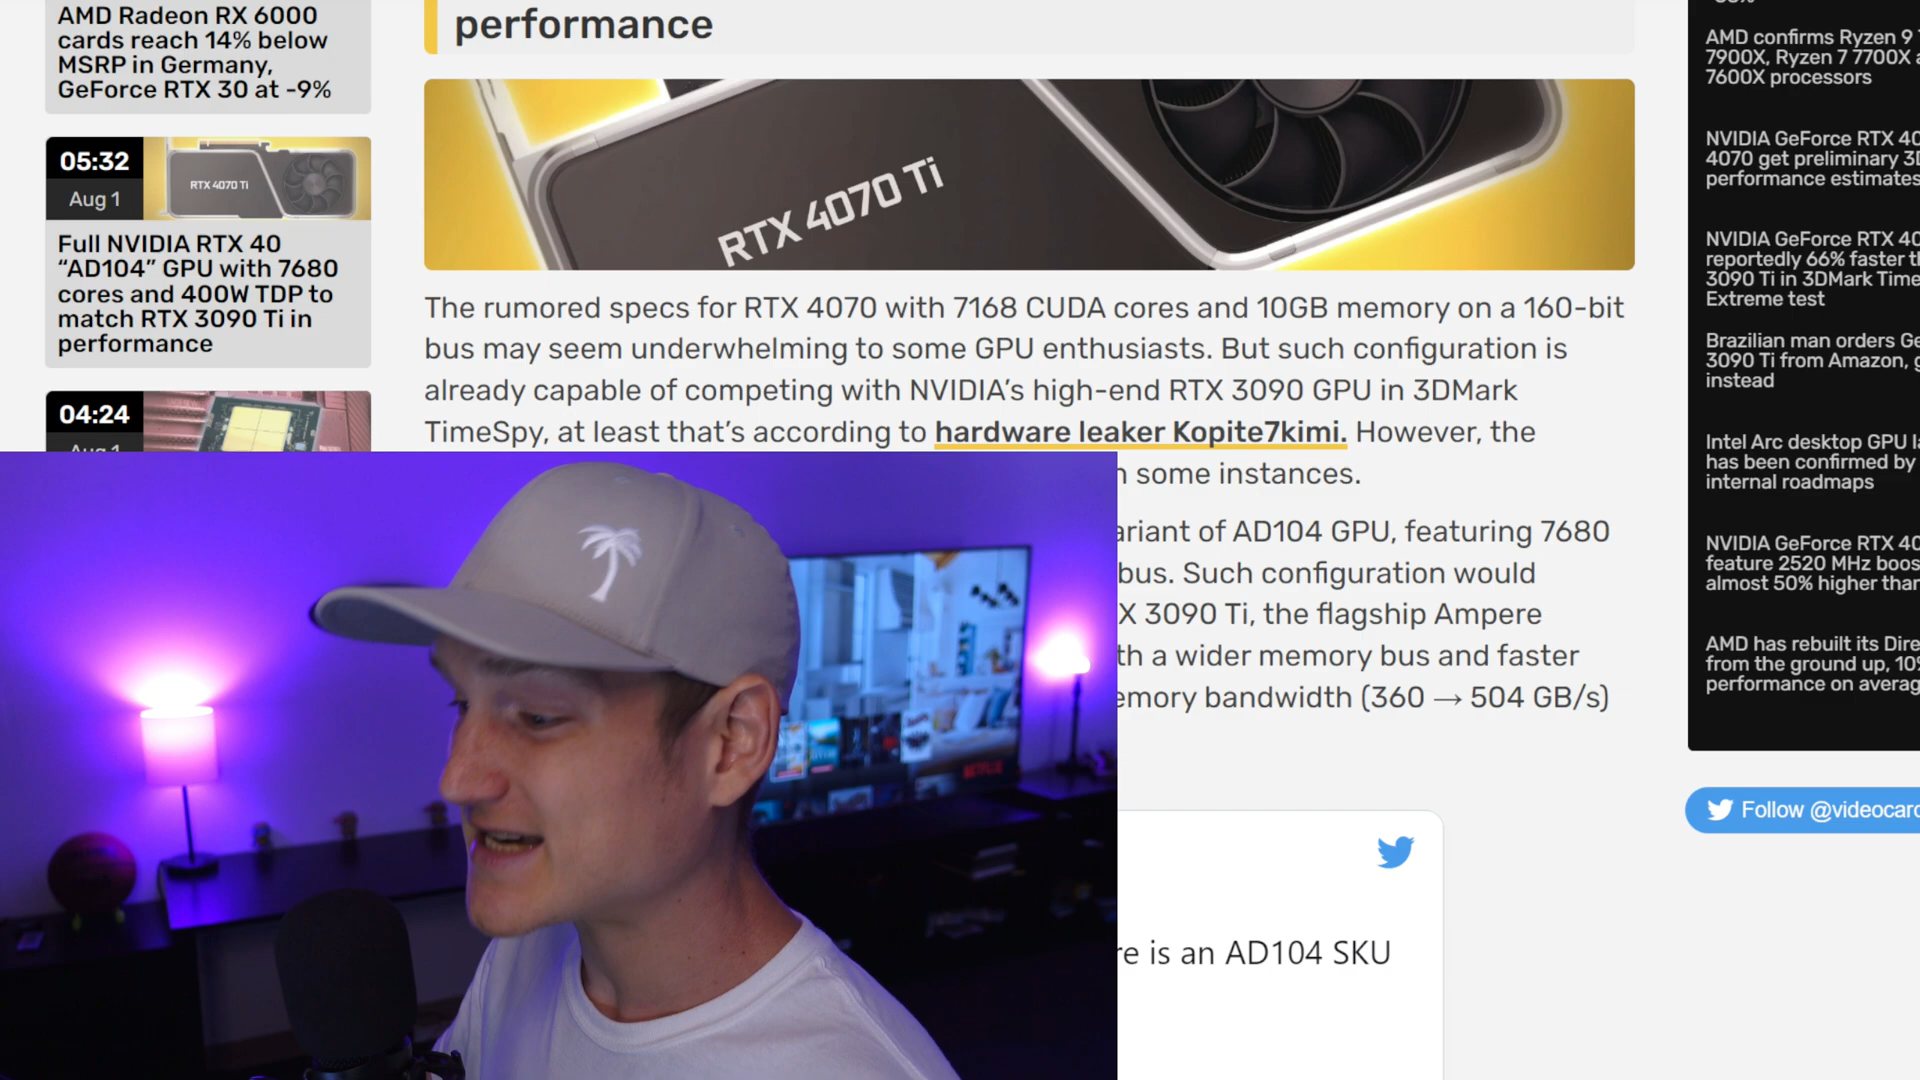 AMD Radeon RX 6000
cards reach 14% below
MSRP in Germany,
GeForce RTX 30 at -9%
05:32
Aug 1
RTX 4070 Ti
Full NVIDIA RTX 40
“AD104” GPU with 7680
cores and 400W TDP to
match RTX 3090 Ti in
performance
04:24
performance
RTX 4070 Ti
The rumored specs for RTX 4070 with 7168 CUDA cores and 10GB memory on a 160-bit
bus may seem underwhelming to some GPU enthusiasts. But such configuration is
already capable of competing with NVIDIA’s high-end RTX 3090 GPU in 3DMark
TimeSpy, at least that’s according to hardware leaker Kopite7kimi. However, the
some instances.
of AD104 GPU, featuring 7680
bus. Such configuration would
3090 Ti, the flagship Ampere
a wider memory bus and faster
bandwidth (360 → 504 GB/s)
is an AD104 SKU
NETFLIX
AMD confirms Ryzen 9
7900X, Ryzen 7 7700X
7600X processors
NVIDIA GeForce RTX
4070 get preliminary
performance estimates
NVIDIA GeForce RTX
reportedly 66% faster
3090 Ti in 3DMark Time
Extreme test
Brazilian man orders
3090 Ti from Amazon,
instead
Intel Arc desktop GPU
has been confirmed by
internal roadmaps
NVIDIA GeForce RTX
feature 2520 MHz
almost 50% higher
AMD has rebuilt its
from the ground up,
performance on
Follow